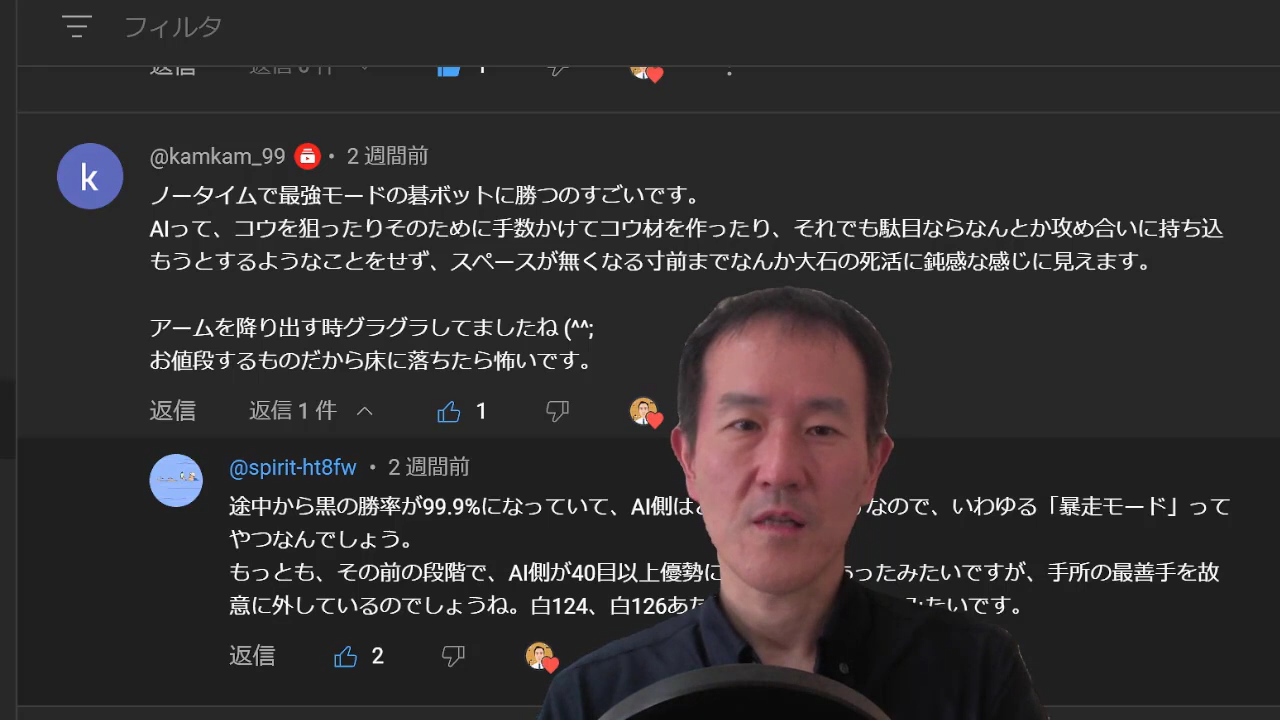 フィルタ
返信
k
@kamkam_99 • 2 週間前
ノータイムで最強モードの碁ボットに勝つのすごいです。
AIって、コウを狙ったりそのために手数かけてコウ材を作ったり、それでも駄目ならなんとか攻め合いに持ち込
もうとするようなことをせず、スペースが無くなる寸前までなんか大石の死活に鈍感な感じに見えます。
アームを降り出す時グラグラしてましたね (^^;
お値段するものだから床に落ちたら怖いです。
返信 返信 1 件 1
@spirit-ht8fw • 2 週間前
途中から黒の勝率が99.9%になっていて、AI側は なので、いわゆる「暴走モード」って
やつなんでしょう。
もっとも、その前の段階で、AI側が40目以上優勢に あったみたいですが、手所の最善手を故
意に外しているのでしょうね。白124、白126あた みたいです。
返信 2